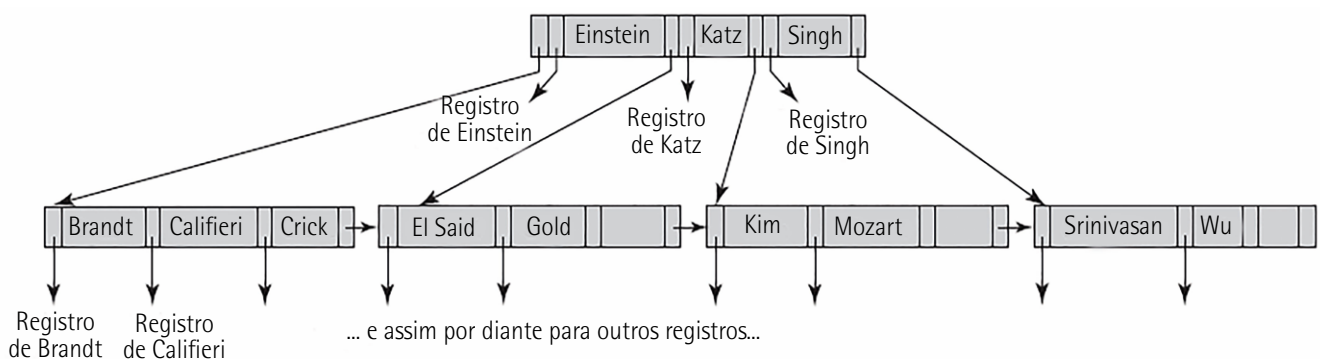 Einstein Katz Singh
Registro
de Einstein
Registro
de Katz
Registro
de Singh
Brandt Califieri Crick El Said Gold Kim Mozart Srinivasan Wu
Registro
de Brandt
Registro
de Califieri
... e assim por diante para outros registros...